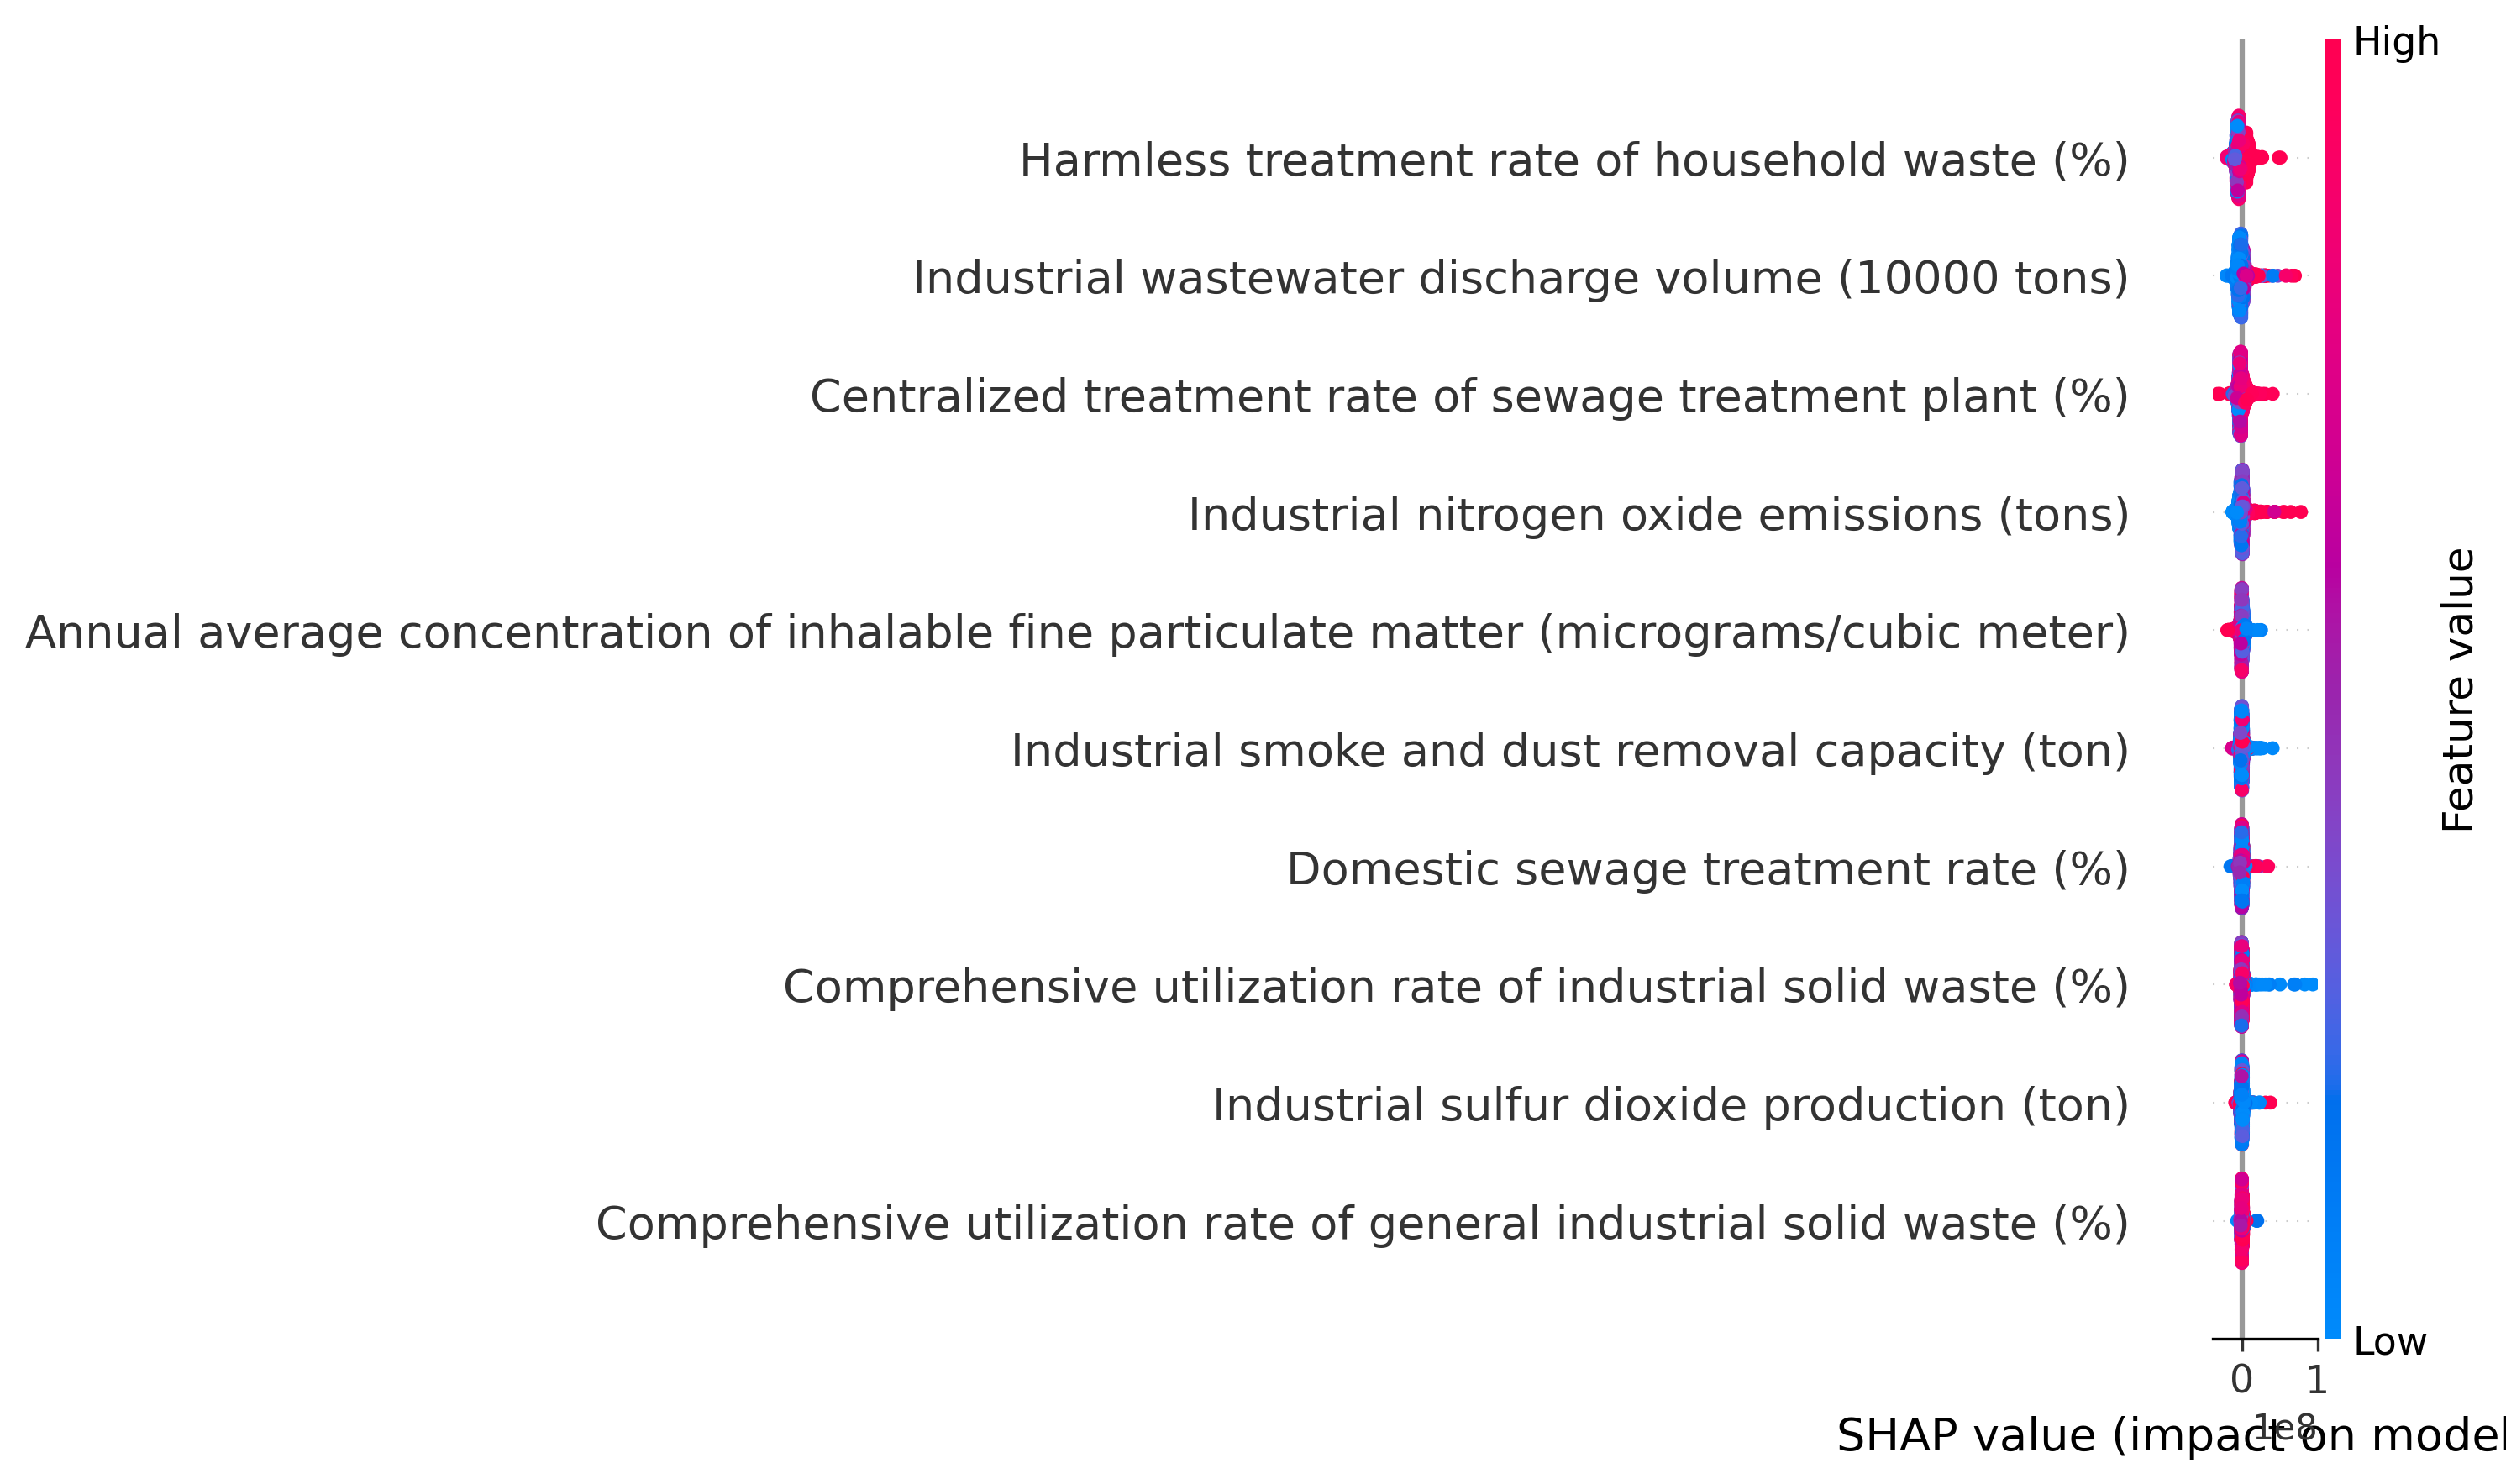 High
Harmless treatment rate of household waste (%)
Industrial wastewater discharge volume (10000 tons)
Centralized treatment rate of sewage treatment plant (%)
Industrial nitrogen oxide emissions (tons)
Annual average concentration of inhalable fine particulate matter (micrograms/cubic meter)
Industrial smoke and dust removal capacity (ton)
Domestic sewage treatment rate (%)
Comprehensive utilization rate of industrial solid waste (%)
Industrial sulfur dioxide production (ton)
Comprehensive utilization rate of general industrial solid waste (%)
Feature value
Low
0 1
1e8
SHAP value (impact on model